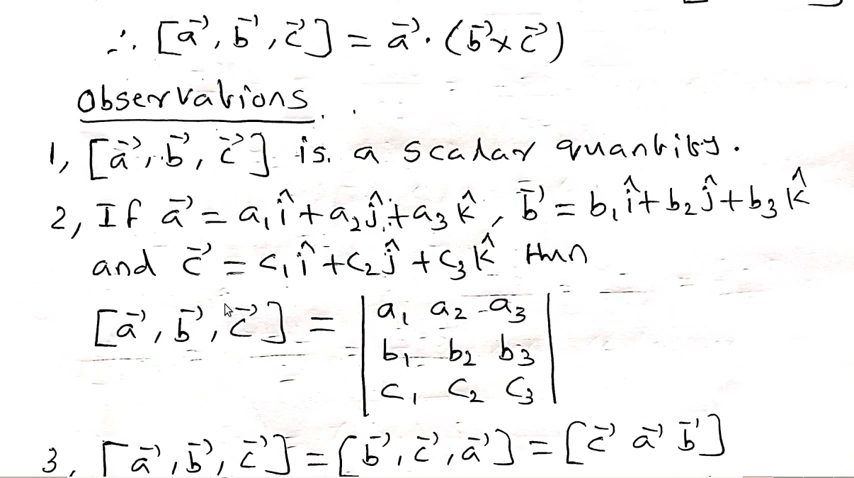 ∴ [a⃗, b⃗, c⃗] = a⃗ · (b⃗ × c⃗)
Observations.
1, [a⃗, b⃗, c⃗] is a scalar quantity.
2, If a⃗ = a₁î + a₂ĵ + a₃k̂, b⃗ = b₁î + b₂ĵ + b₃k̂
and c⃗ = c₁î + c₂ĵ + c₃k̂ then
[a⃗, b⃗, c⃗] = | a₁ a₂ a₃ |
| b₁ b₂ b₃ |
| c₁ c₂ c₃ |
3, [a⃗, b⃗, c⃗] = [b⃗, c⃗, a⃗] = [c⃗ a⃗ b⃗]